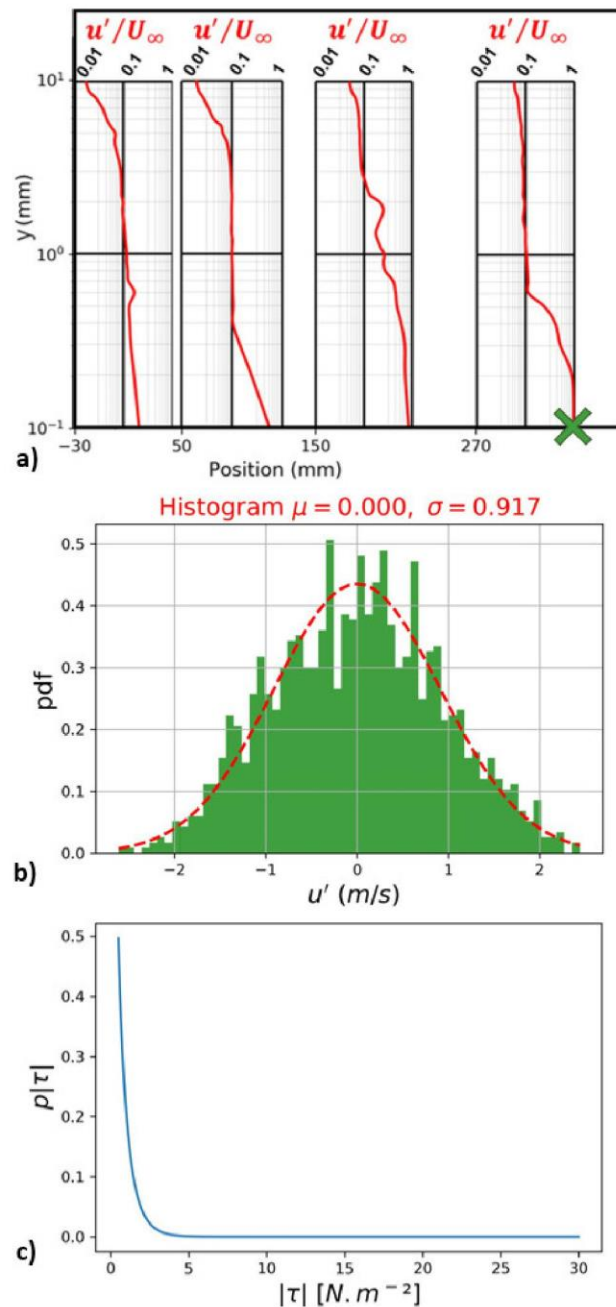 u'/U∞ u'/U∞ u'/U∞ u'/U∞
0.01 0.1 1 0.01 0.1 1 0.01 0.1 1 0.01 0.1 1
10¹
y (mm)
10⁰
10⁻¹
-30 50 150 270
a) Position (mm)
Histogram μ = 0.000, σ = 0.917
0.5
0.4
pdf
0.3
0.2
0.1
0.0
−2 −1 0 1 2
b) u' (m/s)
0.5
0.4
0.3
p|τ|
0.2
0.1
0.0
0 5 10 15 20 25 30
c) |τ| [N.m⁻²]